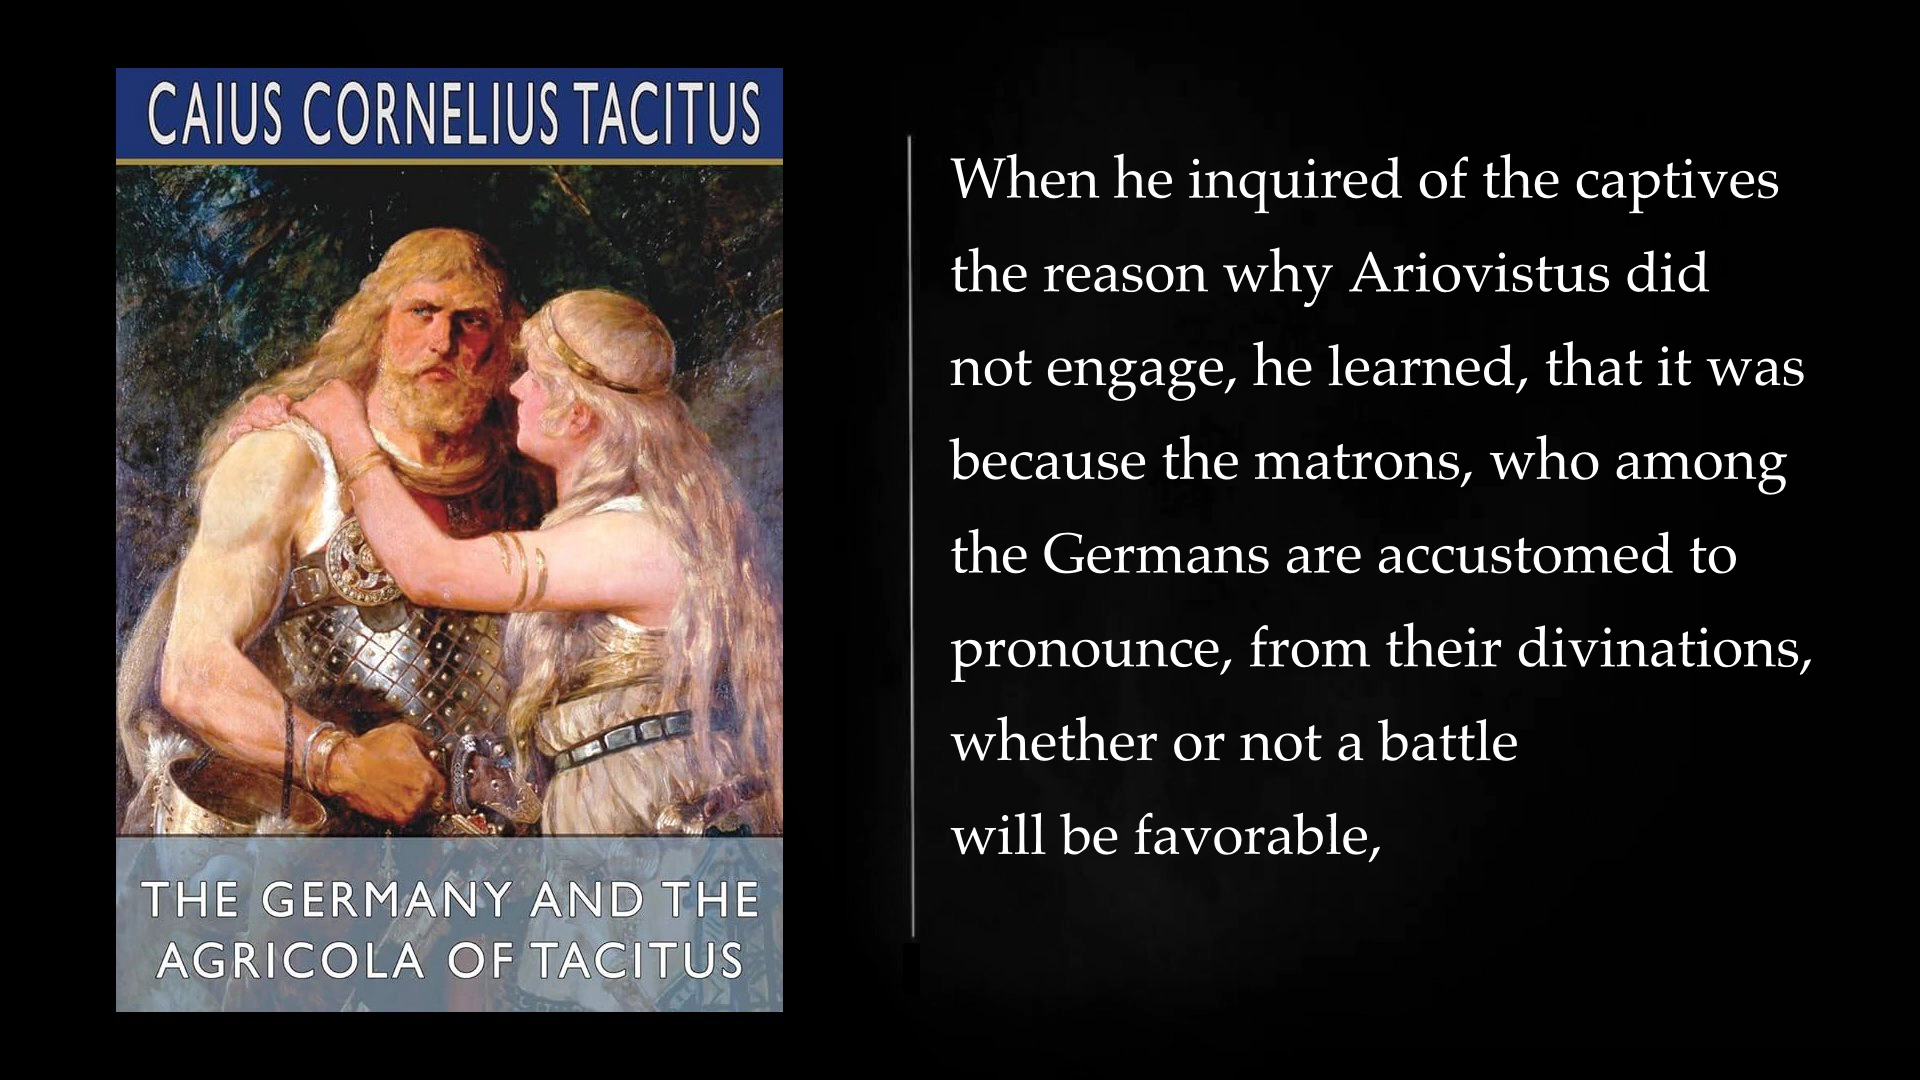 CAIUS CORNELIUS TACITUS
THE GERMANY AND THE
AGRICOLA OF TACITUS
When he inquired of the captives
the reason why Ariovistus did
not engage, he learned, that it was
because the matrons, who among
the Germans are accustomed to
pronounce, from their divinations,
whether or not a battle
will be favorable,